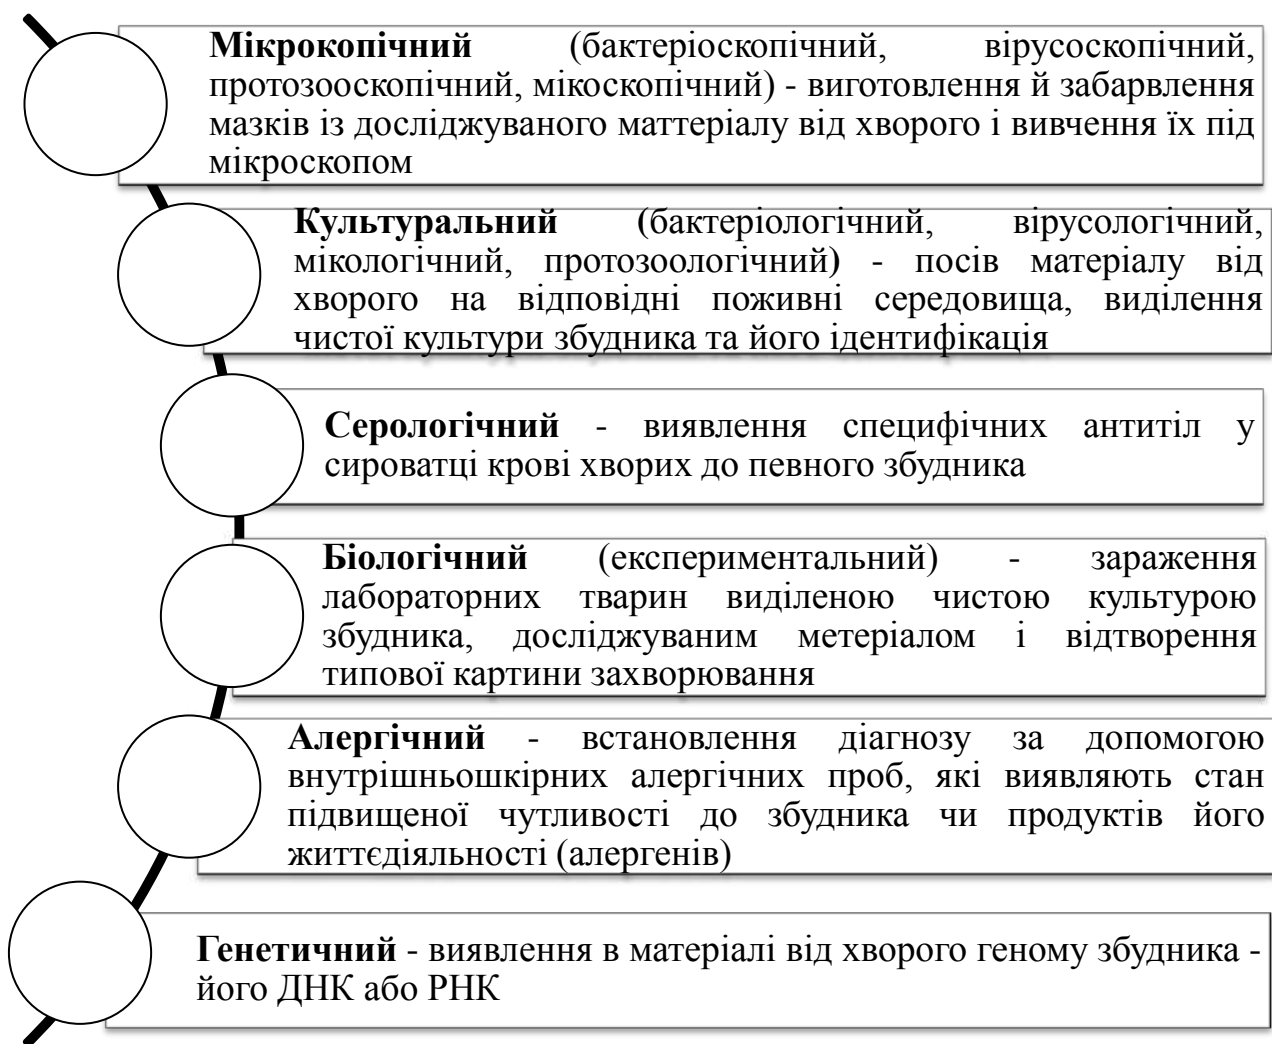 Мікрокопічний (бактеріоскопічний, вірусоскопічний,
протозооскопічний, мікоскопічний) - виготовлення й забарвлення
мазків із досліджуваного маттеріалу від хворого і вивчення їх під
мікроскопом
Культуральний (бактеріологічний, вірусологічний,
мікологічний, протозоологічний) - посів матеріалу від
хворого на відповідні поживні середовища, виділення
чистої культури збудника та його ідентифікація
Серологічний - виявлення специфічних антитіл у
сироватці крові хворих до певного збудника
Біологічний (експериментальний) - зараження
лабораторних тварин виділеною чистою культурою
збудника, досліджуваним метеріалом і відтворення
типової картини захворювання
Алергічний - встановлення діагнозу за допомогою
внутрішньошкірних алергічних проб, які виявляють стан
підвищеної чутливості до збудника чи продуктів його
життєдіяльності (алергенів)
Генетичний - виявлення в матеріалі від хворого геному збудника -
його ДНК або РНК